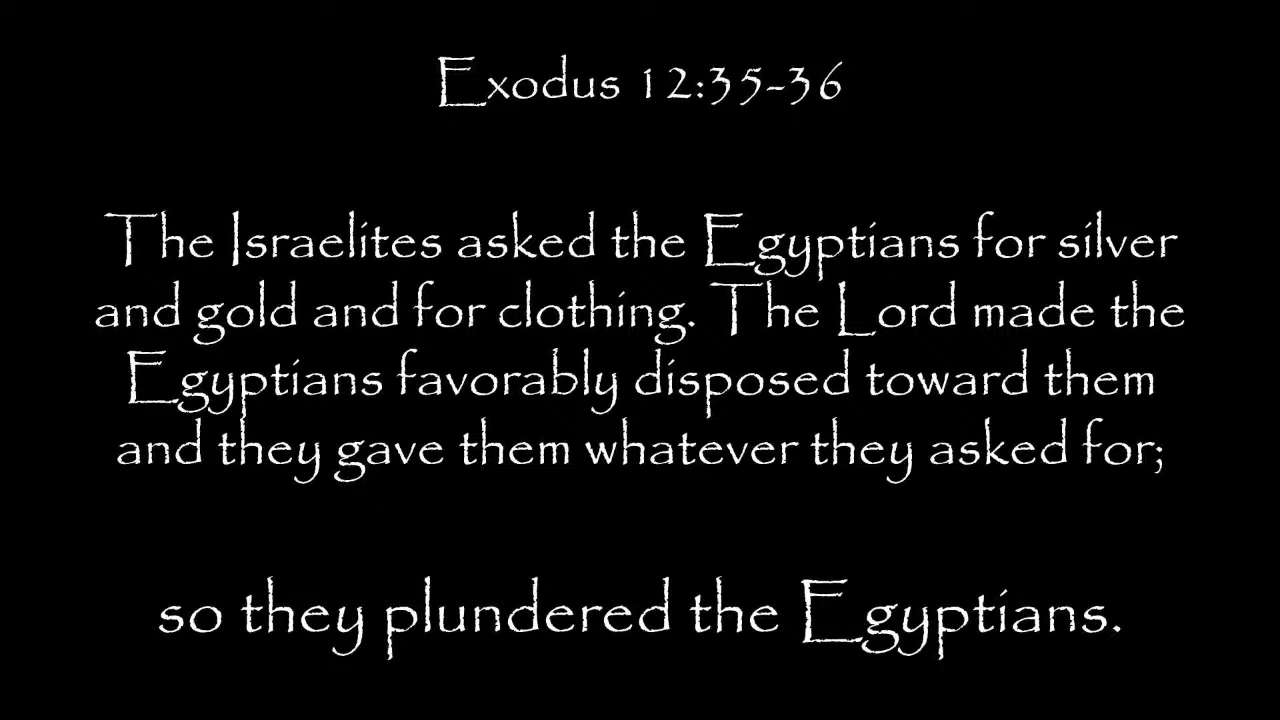 Exodus 12:35-36
The Israelites asked the Egyptians for silver
and gold and for clothing. The Lord made the
Egyptians favorably disposed toward them
and they gave them whatever they asked for;
so they plundered the Egyptians.